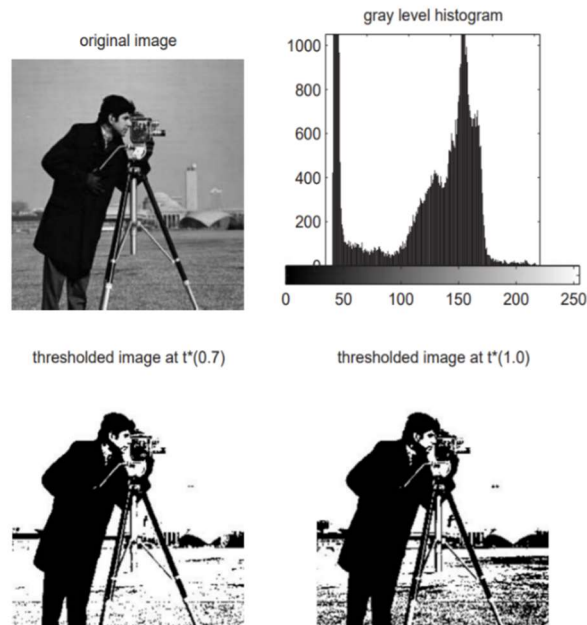 original image
gray level histogram
1000
800
600
400
200
0
0 50 100 150 200 250
thresholded image at t*(0.7)
thresholded image at t*(1.0)